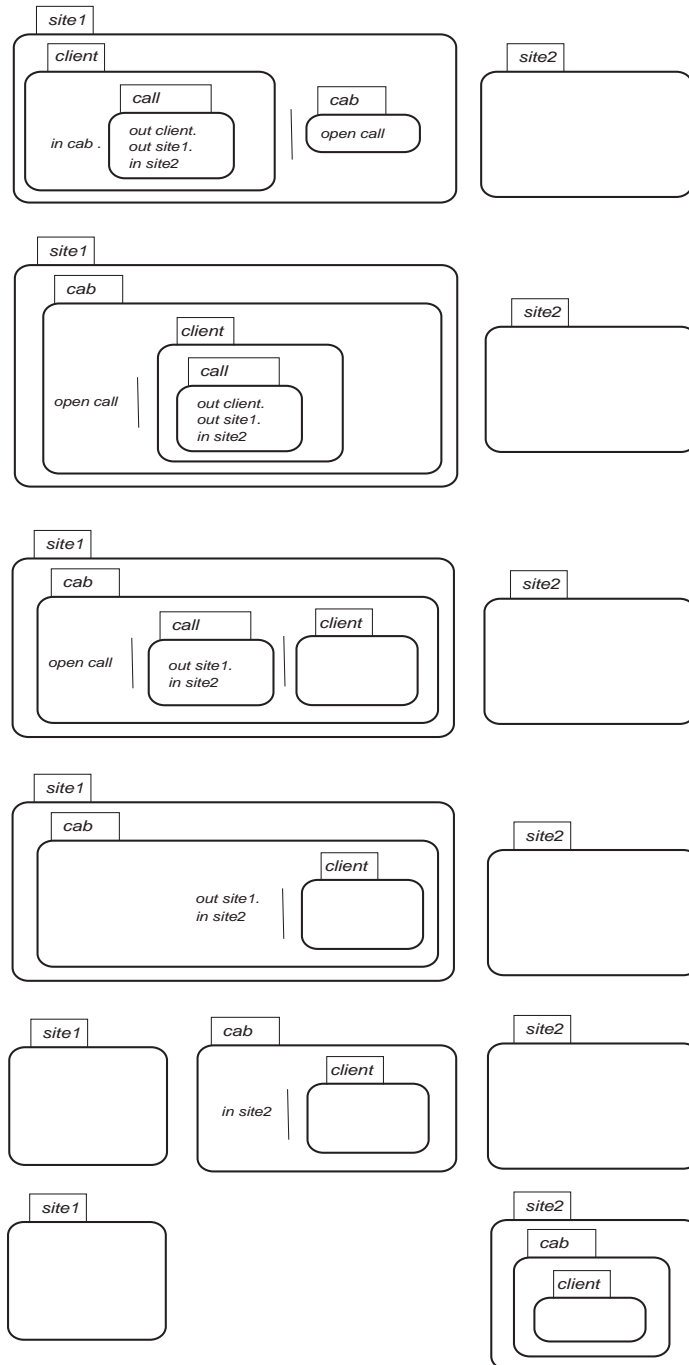 site1
client
site2
call
cab
in cab .
out client.
out site1.
in site2
open call
site1
cab
site2
client
call
open call
out client.
out site1.
in site2
site1
cab
site2
call
client
open call
out site1.
in site2
site1
cab
site2
client
out site1.
in site2
site1
cab
site2
client
in site2
site1
site2
cab
client